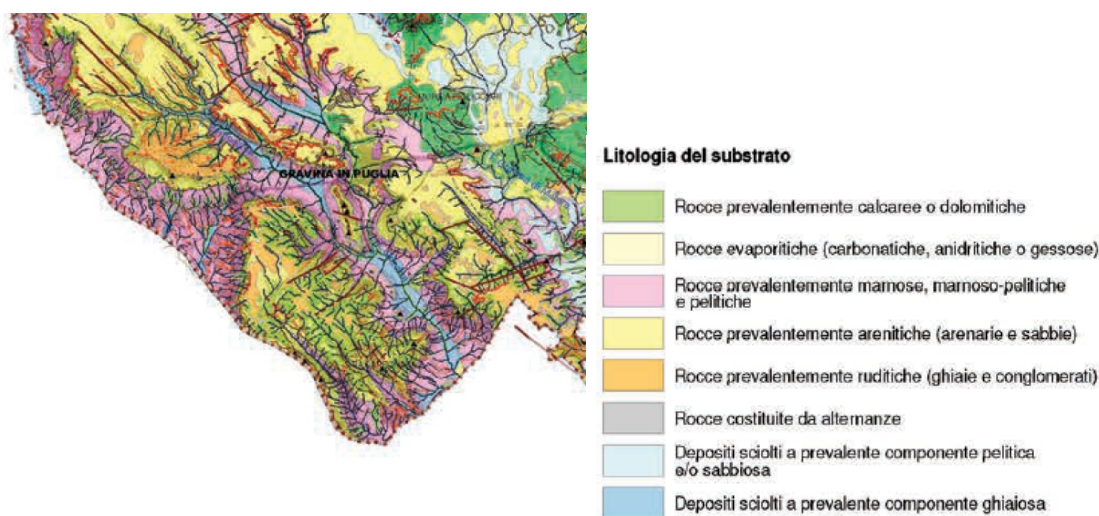 GRAVINA IN PUGLIA
Litologia del substrato
Rocce prevalentemente calcaree o dolomitiche
Rocce evaporitiche (carbonatiche, anidritiche o gessose)
Rocce prevalentemente marnose, marnoso-pelitiche
e pelitiche
Rocce prevalentemente arenitiche (arenarie e sabbie)
Rocce prevalentemente ruditiche (ghiaie e conglomerati)
Rocce costituite da alternanze
Depositi sciolti a prevalente componente pelitica
e/o sabbiosa
Depositi sciolti a prevalente componente ghiaiosa